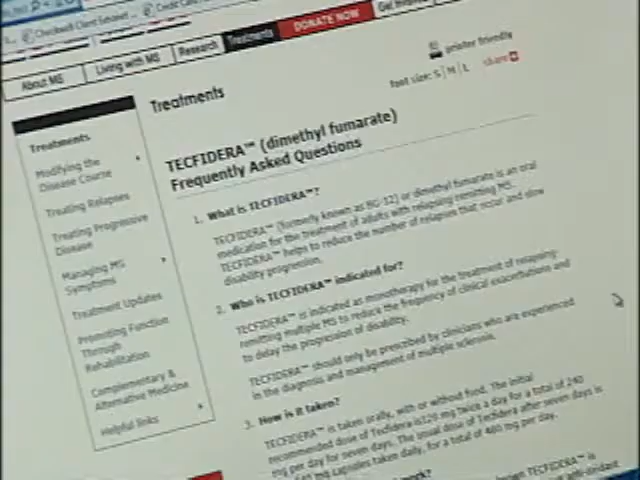 Checkwell Client Extranet ...
Credit Card
About MS
Living with MS
Research
Treatments
DONATE NOW
Get Involved
printer friendly
font size: S | M | L
share
Treatments
Treatments
Modifying the
Disease Course
Treating Relapses
Treating Progressive
Disease
Managing MS
Symptoms
Treatment Updates
Promoting Function
Through
Rehabilitation
Complementary &
Alternative Medicine
Helpful links
TECFIDERA™ (dimethyl fumarate)
Frequently Asked Questions
1. What is TECFIDERA™?
TECFIDERA™ (formerly known as BG-12) or dimethyl fumarate is an oral
medication for the treatment of adults with relapsing remitting MS.
TECFIDERA™ helps to reduce the number of relapses that occur and slow
disability progression.
2. Who is TECFIDERA™ indicated for?
TECFIDERA™ is indicated as monotherapy for the treatment of relapsing-
remitting multiple MS to reduce the frequency of clinical exacerbations and
to delay the progression of disability.
TECFIDERA™ should only be prescribed by clinicians who are experienced
in the diagnosis and management of multiple sclerosis.
3. How is it taken?
TECFIDERA™ is taken orally, with or without food. The initial
recommended dose of Tecfidera is 120 mg twice a day for a total of 240
mg per day for seven days. The usual dose of Tecfidera after seven days is
mg capsules taken daily, for a total of 480 mg per day.
work?
TECFIDERA™ is